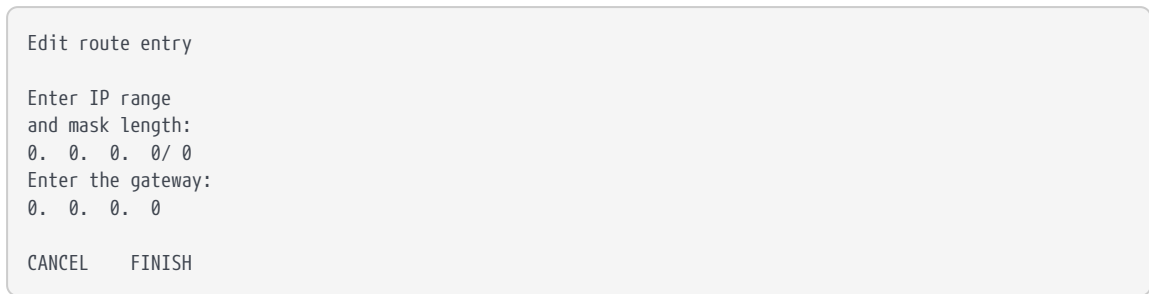 Edit route entry
Enter IP range
and mask length:
0.  0.  0.  0/ 0
Enter the gateway:
0.  0.  0.  0
CANCEL    FINISH